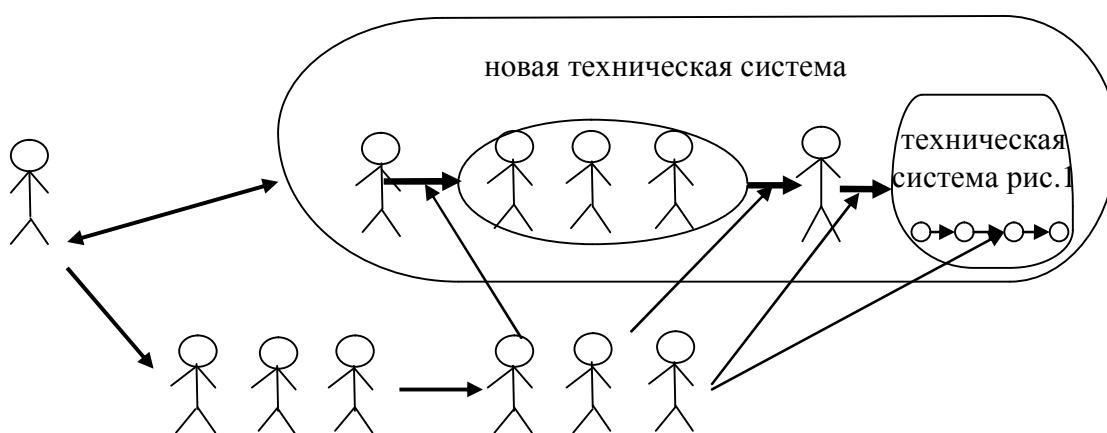 новая техническая система
техническая
система рис.1